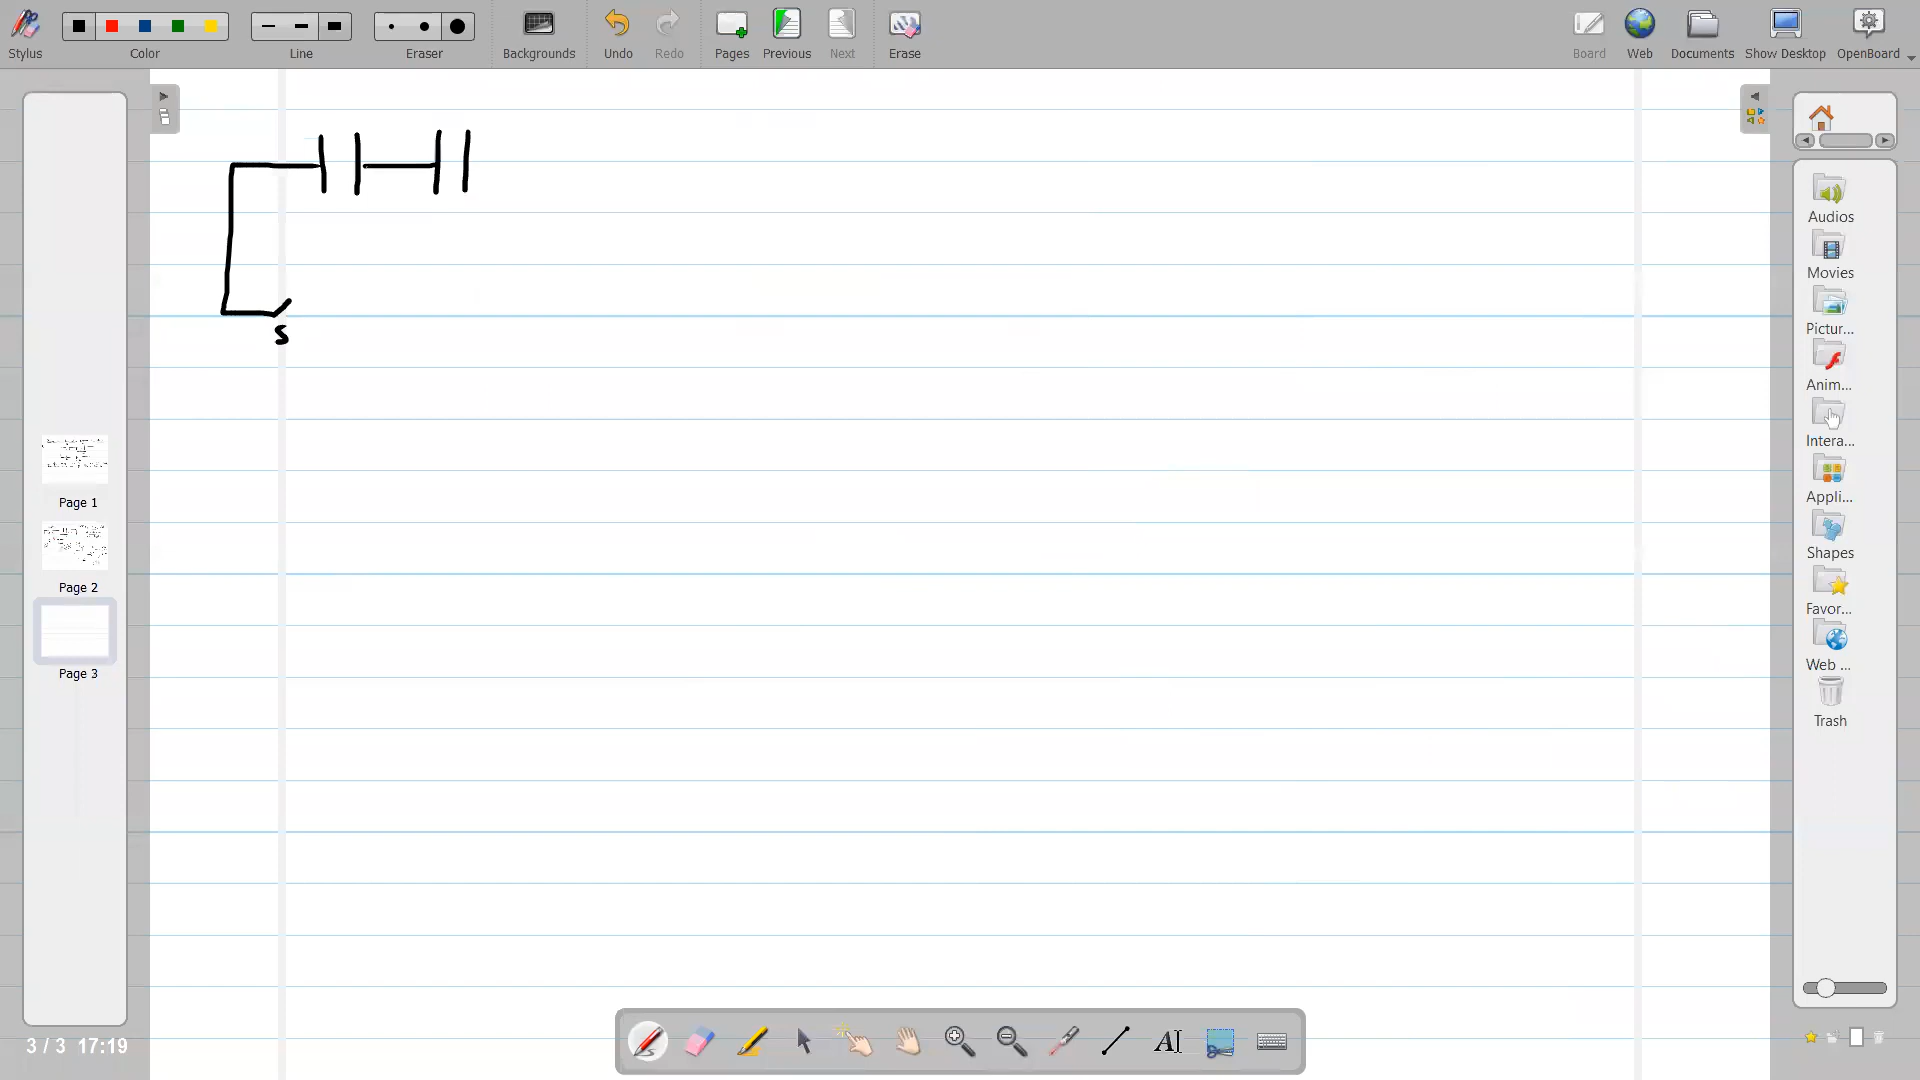 Stylus Color Line Eraser Backgrounds Undo Redo Pages Previous Next Erase Board Web Documents Show Desktop OpenBoard
Audios
Movies
s
Pictur...
Anim...
Intera...
Page 1
Appli...
Shapes
Page 2
Favor...
Web ...
Page 3
Trash
AI
3 / 3 17:19